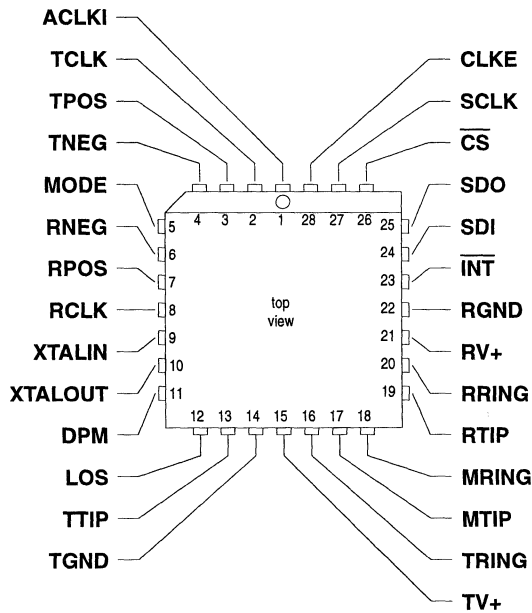 ACLKI
TCLK
TPOS
TNEG
MODE
RNEG
RPOS
RCLK
XTALIN
XTALOUT
DPM
LOS
TTIP
TGND
CLKE
SCLK
CS
SDO
SDI
INT
RGND
RV+
RRING
RTIP
MRING
MTIP
TRING
TV+
4 3 2 1 28 27 26
5
6
7
8
9
10
11
25
24
23
22
21
20
19
top
view
12 13 14 15 16 17 18